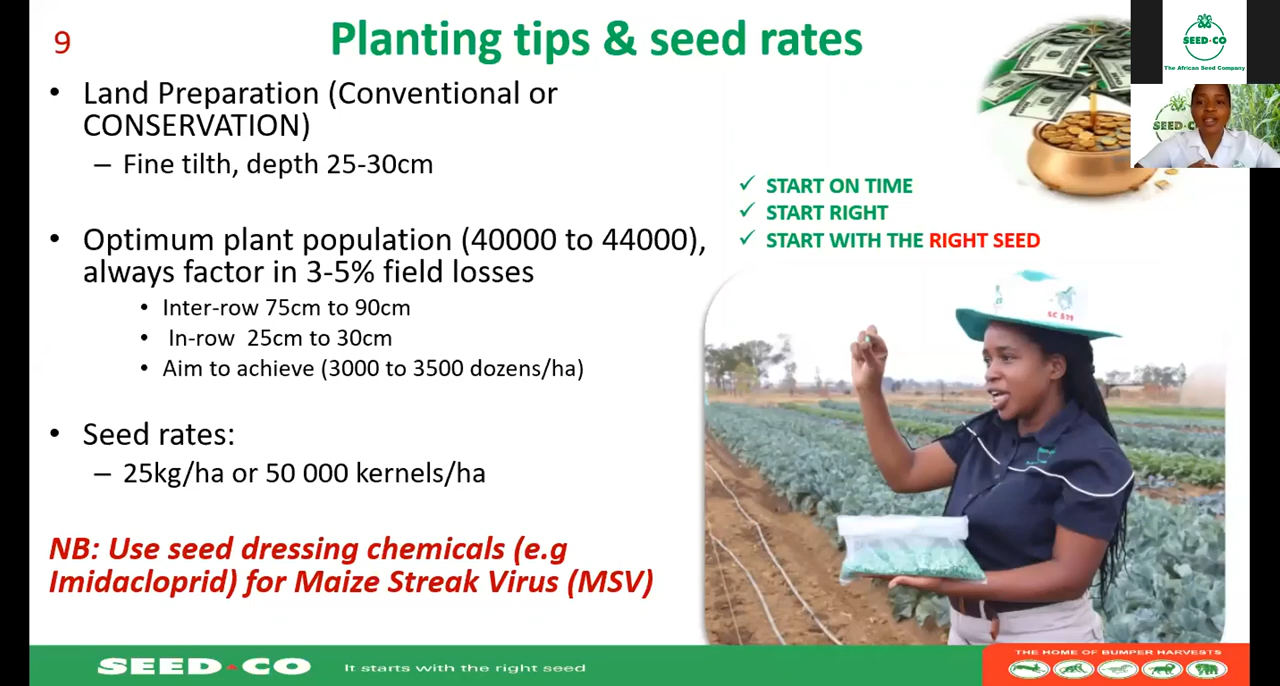 9
Planting tips & seed rates
• Land Preparation (Conventional or
CONSERVATION)
– Fine tilth, depth 25-30cm
• Optimum plant population (40000 to 44000),
always factor in 3-5% field losses
• Inter-row 75cm to 90cm
• In-row 25cm to 30cm
• Aim to achieve (3000 to 3500 dozens/ha)
• Seed rates:
– 25kg/ha or 50 000 kernels/ha
NB: Use seed dressing chemicals (e.g
Imidacloprid) for Maize Streak Virus (MSV)
✓ START ON TIME
✓ START RIGHT
✓ START WITH THE RIGHT SEED
SEED·CO
The African Seed Company
SEED·C
SEED CO
It starts with the right seed
THE HOME OF BUMPER HARVESTS